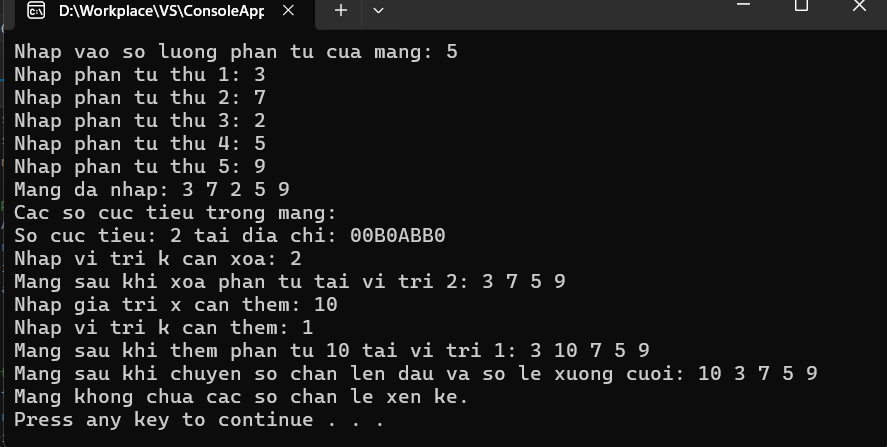 D:\Workplace\VS\ConsoleApp
Nhap vao so luong phan tu cua mang: 5
Nhap phan tu thu 1: 3
Nhap phan tu thu 2: 7
Nhap phan tu thu 3: 2
Nhap phan tu thu 4: 5
Nhap phan tu thu 5: 9
Mang da nhap: 3 7 2 5 9
Cac so cuc tieu trong mang:
So cuc tieu: 2 tai dia chi: 00B0ABB0
Nhap vi tri k can xoa: 2
Mang sau khi xoa phan tu tai vi tri 2: 3 7 5 9
Nhap gia tri x can them: 10
Nhap vi tri k can them: 1
Mang sau khi them phan tu 10 tai vi tri 1: 3 10 7 5 9
Mang sau khi chuyen so chan len dau va so le xuong cuoi: 10 3 7 5 9
Mang khong chua cac so chan le xen ke.
Press any key to continue . . .